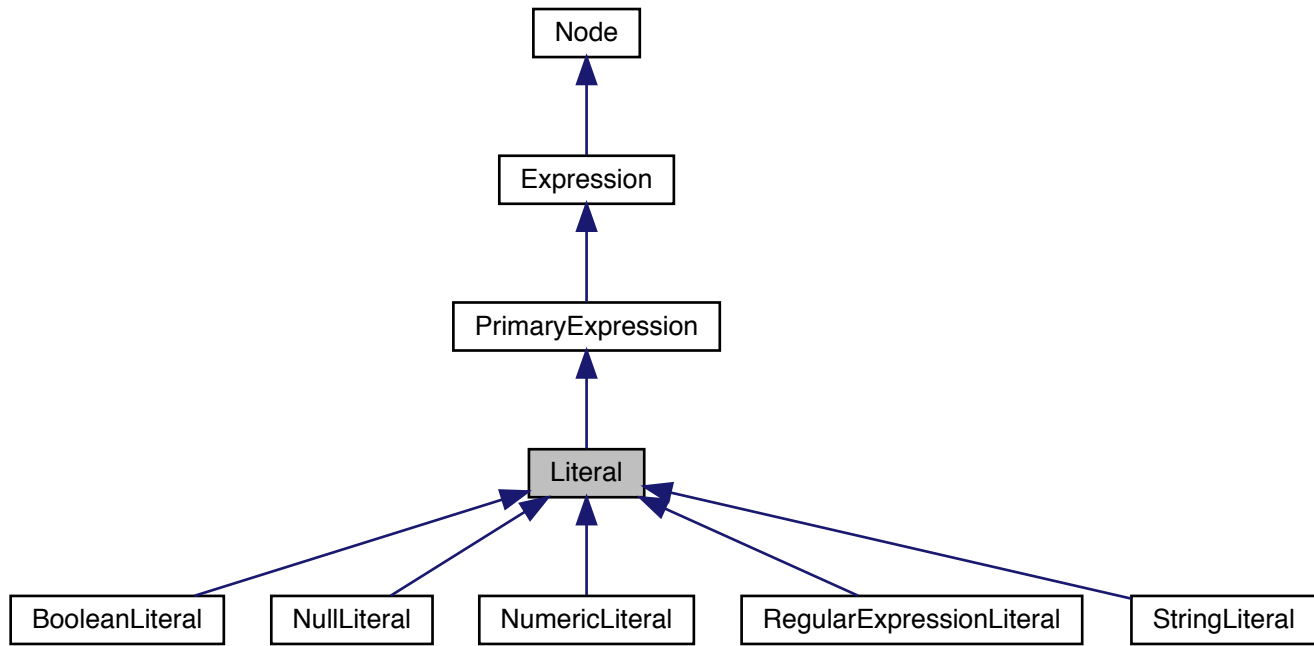 Node
Expression
PrimaryExpression
Literal
BooleanLiteral
NullLiteral
NumericLiteral
RegularExpressionLiteral
StringLiteral